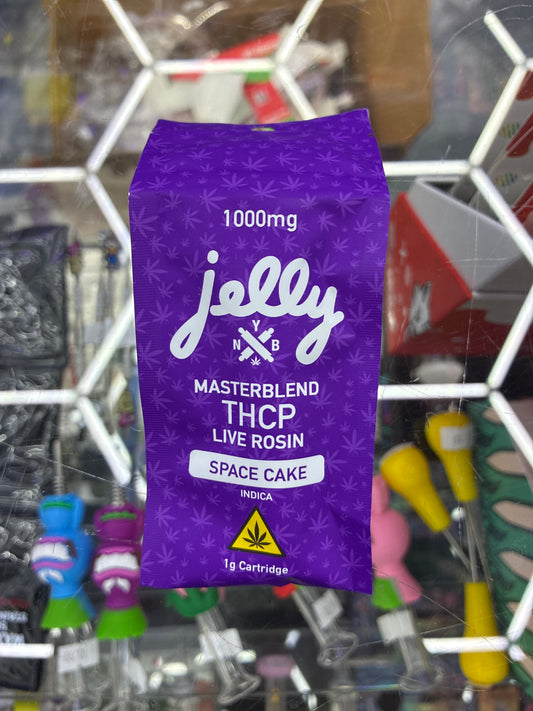 1000mg
jelly
Y
N B
MASTERBLEND
THCP
LIVE ROSIN
SPACE CAKE
INDICA
1g Cartridge